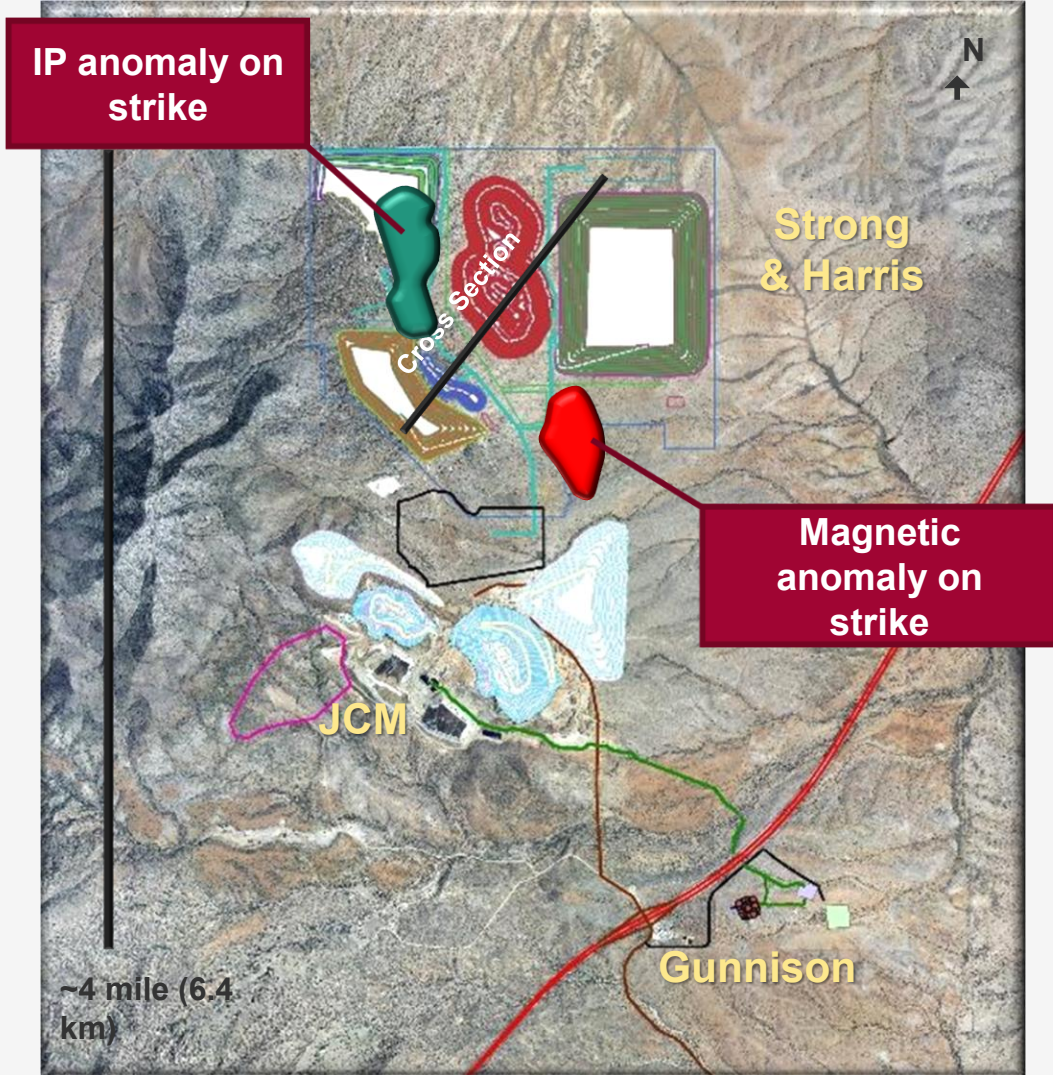 IP anomaly on
strike
N
Strong
& Harris
Cross Section
Magnetic
anomaly on
strike
JCM
Gunnison
~4 mile (6.4
km)